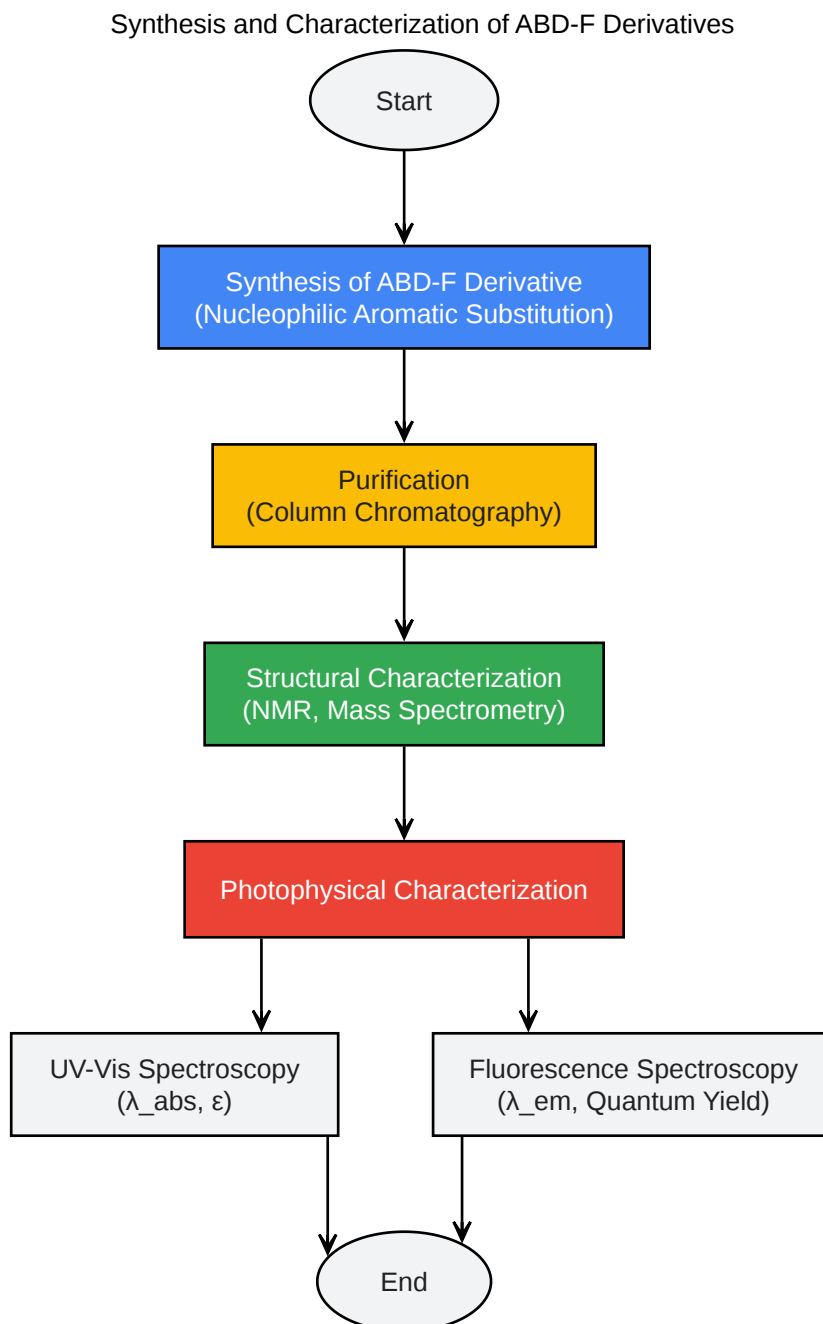 Synthesis and Characterization of ABD-F Derivatives
Start
Synthesis of ABD-F Derivative
(Nucleophilic Aromatic Substitution)
Purification
(Column Chromatography)
Structural Characterization
(NMR, Mass Spectrometry)
Photophysical Characterization
UV-Vis Spectroscopy
(λ_abs, ε)
Fluorescence Spectroscopy
(λ_em, Quantum Yield)
End